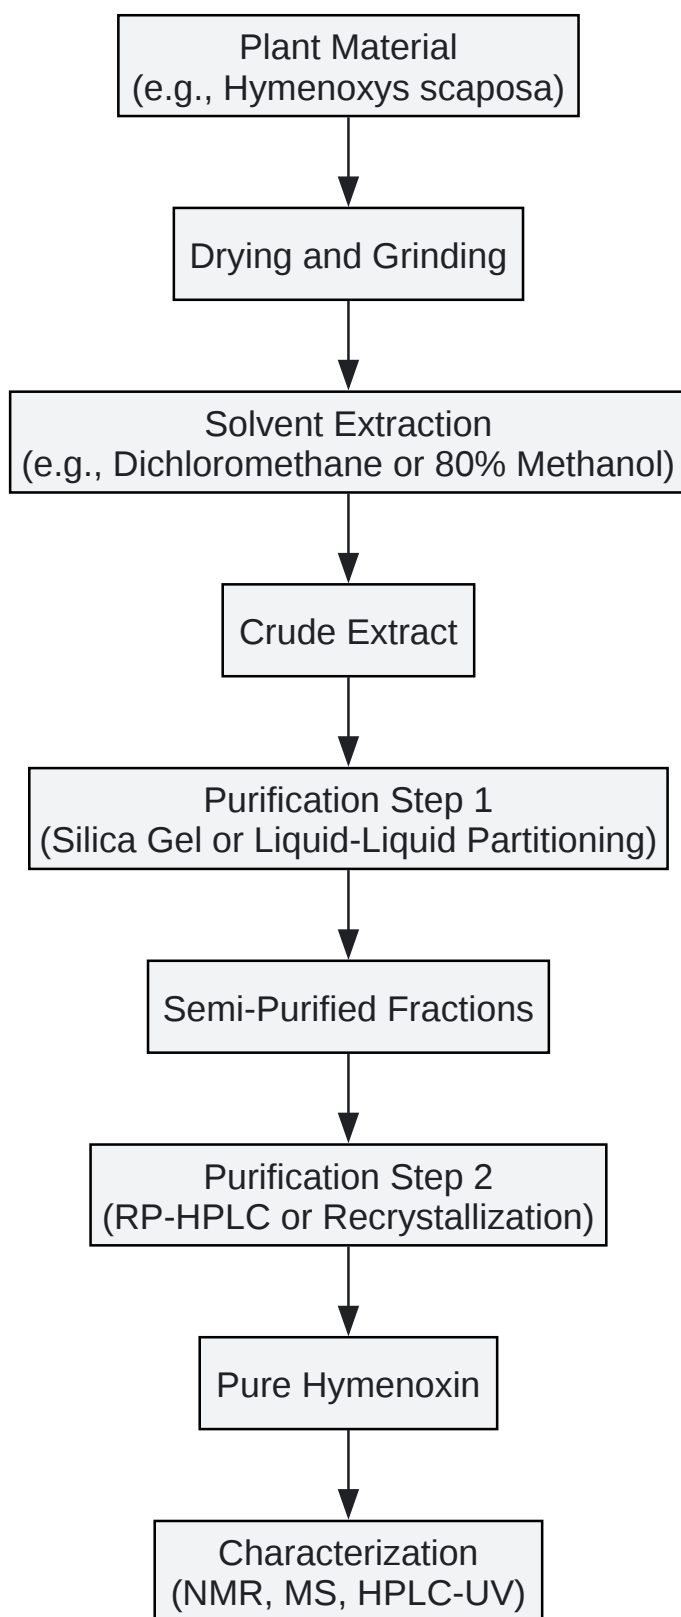 Plant Material
(e.g., Hymenoxys scaposa)
Drying and Grinding
Solvent Extraction
(e.g., Dichloromethane or 80% Methanol)
Crude Extract
Purification Step 1
(Silica Gel or Liquid-Liquid Partitioning)
Semi-Purified Fractions
Purification Step 2
(RP-HPLC or Recrystallization)
Pure Hymenoxin
Characterization
(NMR, MS, HPLC-UV)